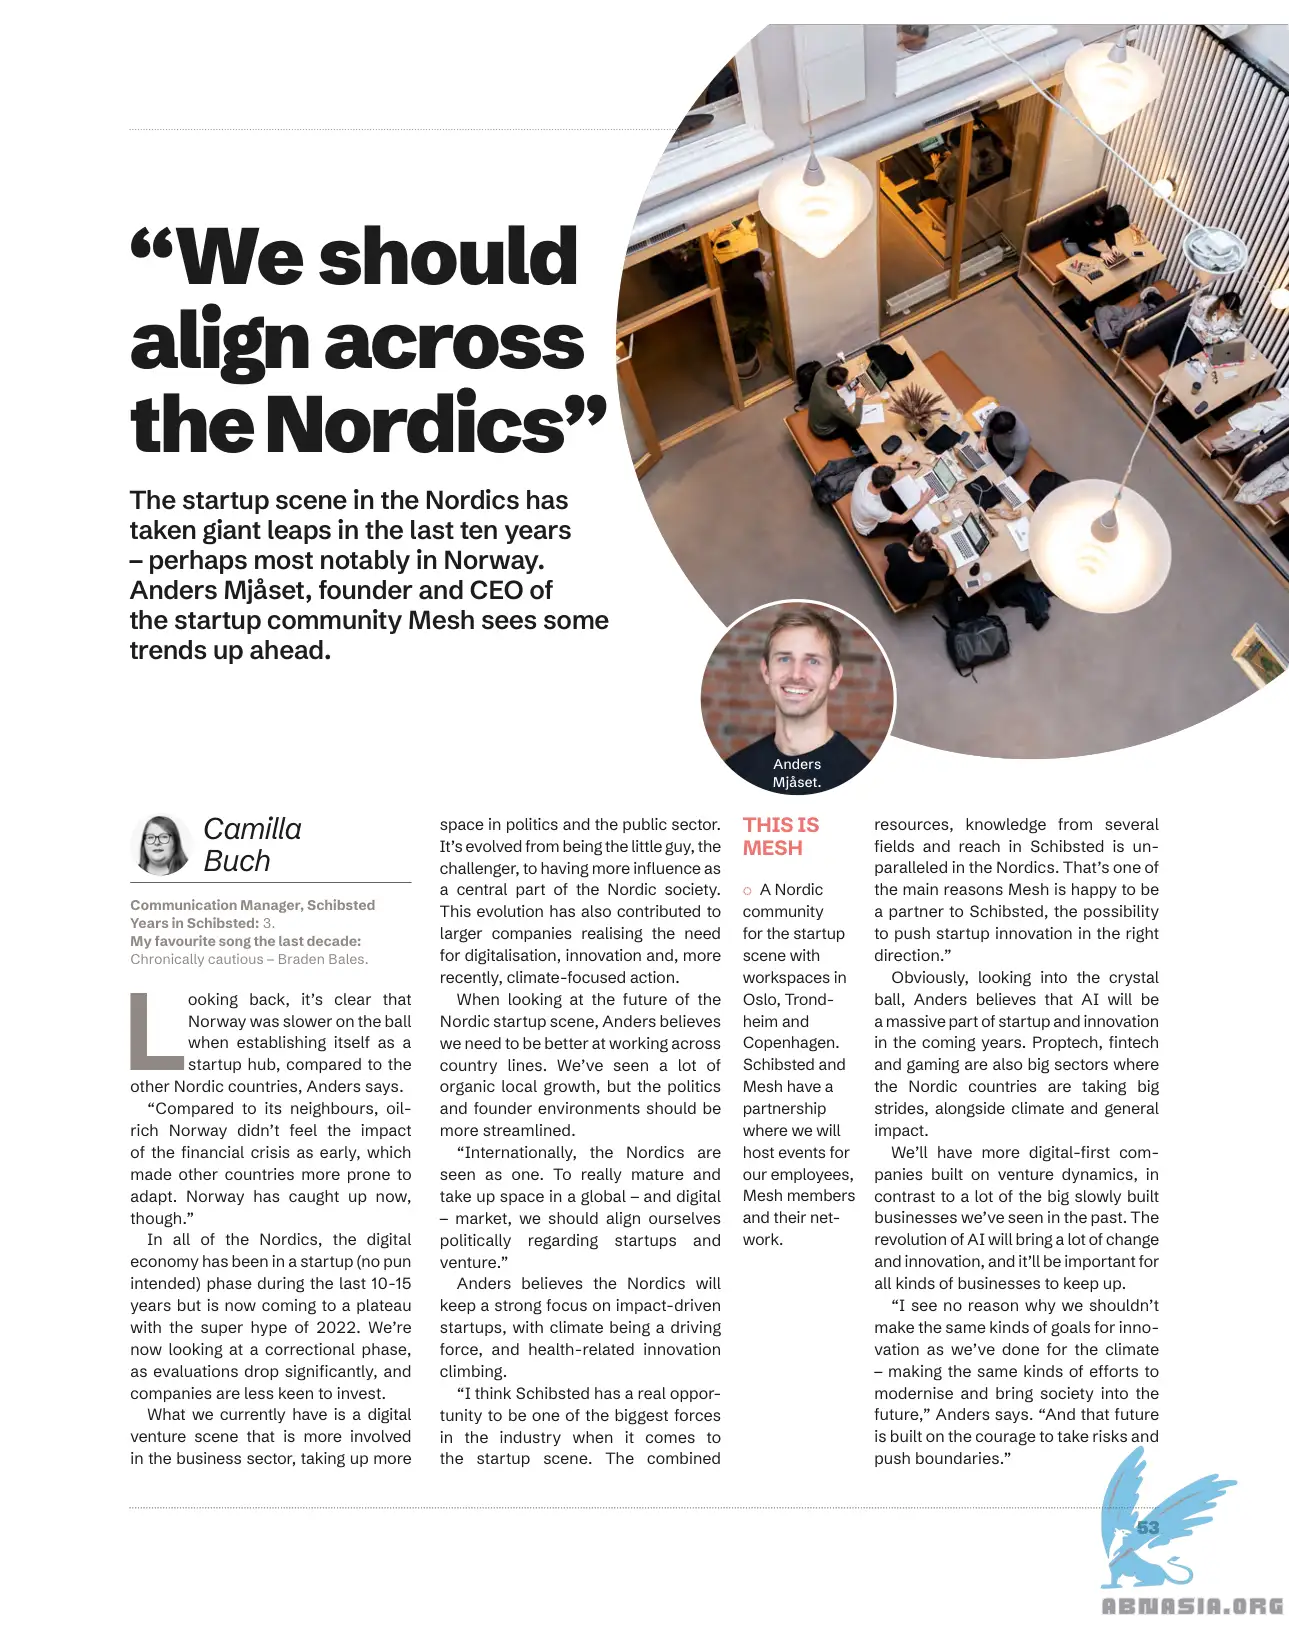 “We should
align across
the Nordics”
The startup scene in the Nordics has
taken giant leaps in the last ten years
– perhaps most notably in Norway.
Anders Mjåset, founder and CEO of
the startup community Mesh sees some
trends up ahead.
Anders
Mjåset.
Camilla
Buch
Communication Manager, Schibsted
Years in Schibsted: 3.
My favourite song the last decade:
Chronically cautious – Braden Bales.
Looking back, it’s clear that
Norway was slower on the ball
when establishing itself as a
startup hub, compared to the
other Nordic countries, Anders says.
“Compared to its neighbours, oil-
rich Norway didn’t feel the impact
of the financial crisis as early, which
made other countries more prone to
adapt. Norway has caught up now,
though.”
In all of the Nordics, the digital
economy has been in a startup (no pun
intended) phase during the last 10-15
years but is now coming to a plateau
with the super hype of 2022. We’re
now looking at a correctional phase,
as evaluations drop significantly, and
companies are less keen to invest.
What we currently have is a digital
venture scene that is more involved
in the business sector, taking up more
space in politics and the public sector.
It’s evolved from being the little guy, the
challenger, to having more influence as
a central part of the Nordic society.
This evolution has also contributed to
larger companies realising the need
for digitalisation, innovation and, more
recently, climate-focused action.
When looking at the future of the
Nordic startup scene, Anders believes
we need to be better at working across
country lines. We’ve seen a lot of
organic local growth, but the politics
and founder environments should be
more streamlined.
“Internationally, the Nordics are
seen as one. To really mature and
take up space in a global – and digital
– market, we should align ourselves
politically regarding startups and
venture.”
Anders believes the Nordics will
keep a strong focus on impact-driven
startups, with climate being a driving
force, and health-related innovation
climbing.
“I think Schibsted has a real oppor-
tunity to be one of the biggest forces
in the industry when it comes to
the startup scene. The combined
resources, knowledge from several
fields and reach in Schibsted is un-
paralleled in the Nordics. That’s one of
the main reasons Mesh is happy to be
a partner to Schibsted, the possibility
to push startup innovation in the right
direction.”
Obviously, looking into the crystal
ball, Anders believes that AI will be
a massive part of startup and innovation
in the coming years. Proptech, fintech
and gaming are also big sectors where
the Nordic countries are taking big
strides, alongside climate and general
impact.
We’ll have more digital-first com-
panies built on venture dynamics, in
contrast to a lot of the big slowly built
businesses we’ve seen in the past. The
revolution of AI will bring a lot of change
and innovation, and it’ll be important for
all kinds of businesses to keep up.
“I see no reason why we shouldn’t
make the same kinds of goals for inno-
vation as we’ve done for the climate
– making the same kinds of efforts to
modernise and bring society into the
future,” Anders says. “And that future
is built on the courage to take risks and
push boundaries.”
THIS IS
MESH
A Nordic
community
for the startup
scene with
workspaces in
Oslo, Trond-
heim and
Copenhagen.
Schibsted and
Mesh have a
partnership
where we will
host events for
our employees,
Mesh members
and their net-
work.
53
ABNASIA.ORG